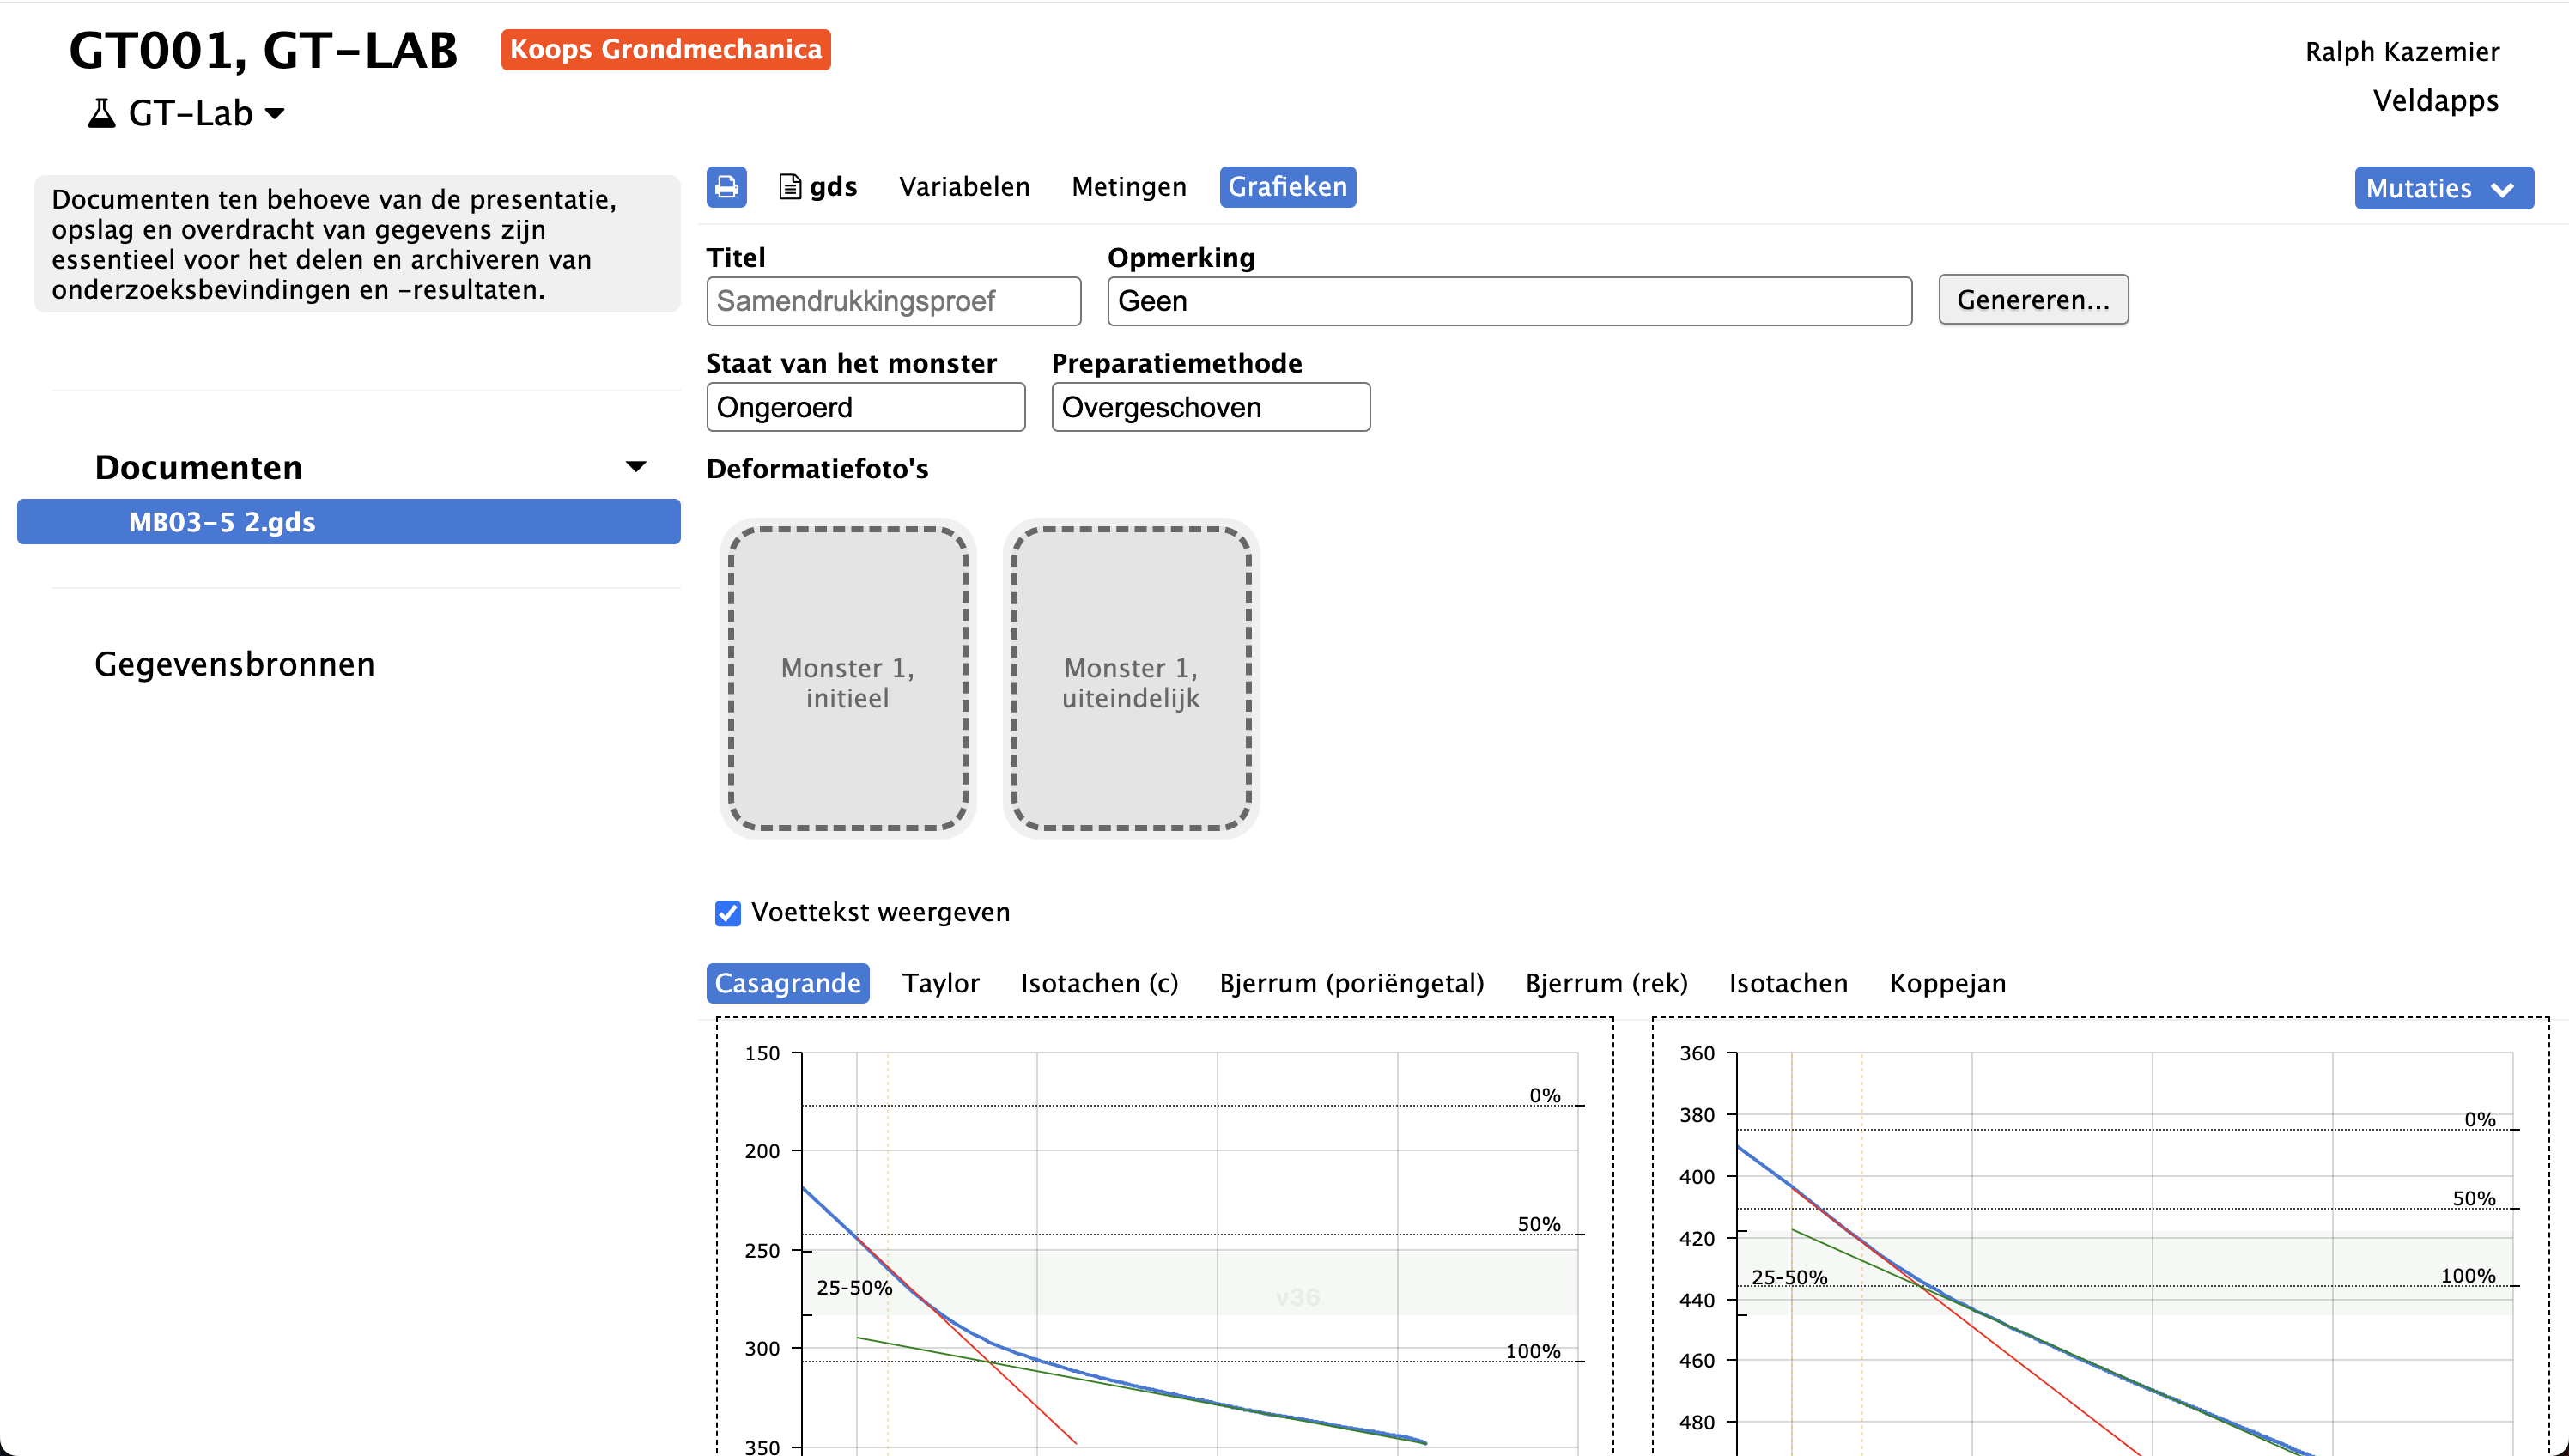 GT001, GT-LAB
Koops Grondmechanica
Ralph Kazemier
GT-Lab
Veldapps
Documenten ten behoeve van de presentatie,
opslag en overdracht van gegevens zijn
essentieel voor het delen en archiveren van
onderzoeksbevindingen en -resultaten.
Documenten
MB03-5 2.gds
Gegevensbronnen
gds
Variabelen
Metingen
Grafieken
Mutaties
Titel
Opmerking
Samendrukkingsproef
Geen
Genereren...
Staat van het monster
Preparatiemethode
Ongeroerd
Overgeschoven
Deformatiefoto's
Monster 1,
initieel
Monster 1,
uiteindelijk
Voettekst weergeven
Casagrande
Taylor
Isotachen (c)
Bjerrum (poriëngetal)
Bjerrum (rek)
Isotachen
Koppejan
150
0%
200
50%
250
25-50%
v36
300
100%
350
360
380
0%
400
50%
420
25-50%
100%
440
460
480